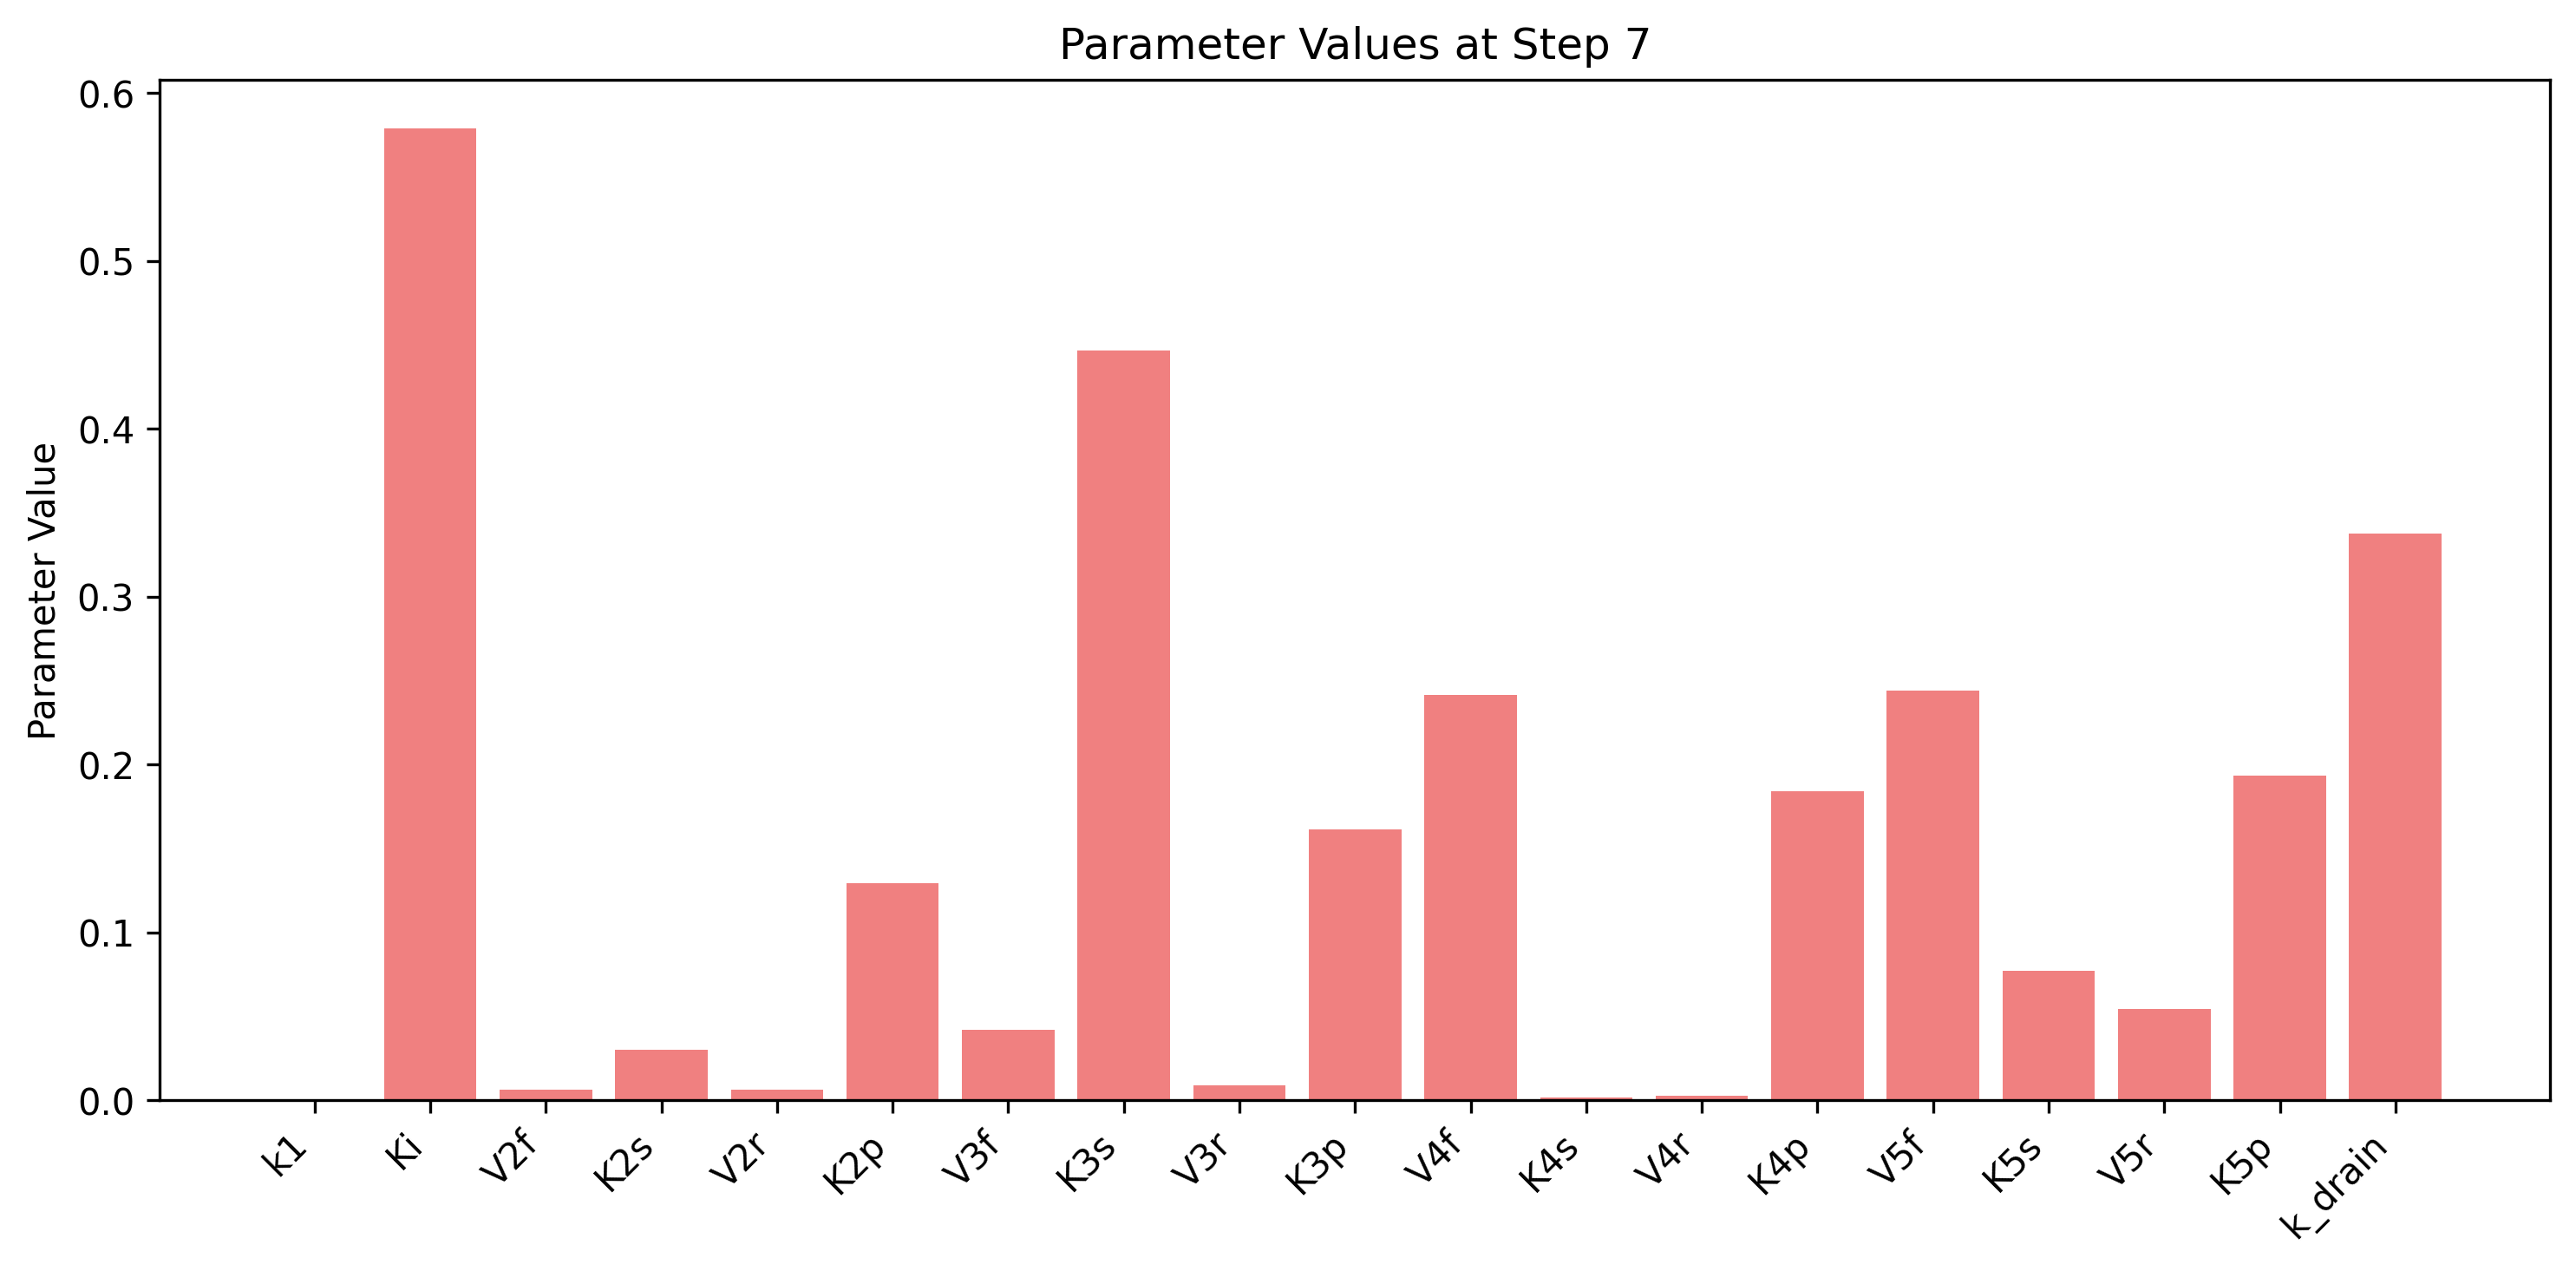 Parameter Values at Step 7
Parameter Value
0.6
0.5
0.4
0.3
0.2
0.1
0.0
k1
Ki
V2f
K2s
V2r
K2p
V3f
K3s
V3r
K3p
V4f
K4s
V4r
K4p
V5f
K5s
V5r
K5p
k_drain